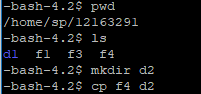 -bash-4.2$ pwd
/home/sp/12163291
-bash-4.2$ ls
d1 f1 f3 f4
-bash-4.2$ mkdir d2
-bash-4.2$ cp f4 d2